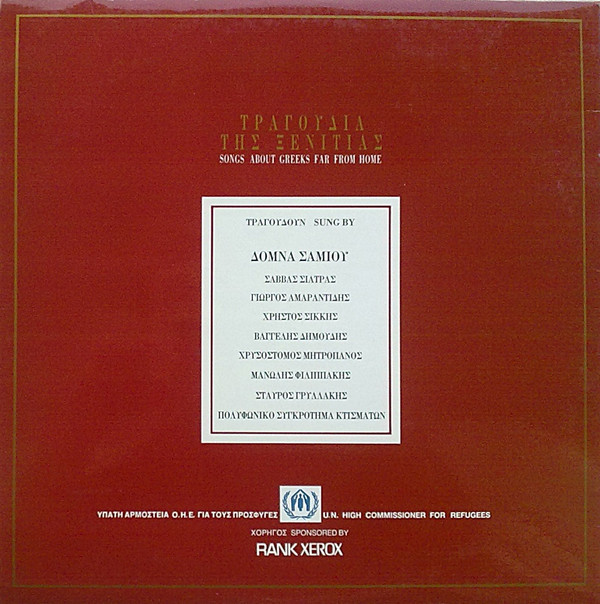 ΤΡΑΓΟΥΔΙΑ
ΤΗΣ ΞΕΝΙΤΙΑΣ
SONGS ABOUT GREEKS FAR FROM HOME
ΤΡΑΓΟΥΔΟΥΝ SUNG BY
ΔΟΜΝΑ ΣΑΜΙΟΥ
ΣΑΒΒΑΣ ΣΙΑΤΡΑΣ
ΓΙΩΡΓΟΣ ΑΜΑΡΑΝΤΙΔΗΣ
ΧΡΗΣΤΟΣ ΣΙΚΚΗΣ
ΒΑΓΓΕΛΗΣ ΔΗΜΟΥΔΗΣ
ΧΡΥΣΟΣΤΟΜΟΣ ΜΗΤΡΟΠΑΝΟΣ
ΜΑΝΩΛΗΣ ΦΙΛΙΠΠΑΚΗΣ
ΣΤΑΥΡΟΣ ΓΡΥΛΛΑΚΗΣ
ΠΟΛΥΦΩΝΙΚΟ ΣΥΓΚΡΟΤΗΜΑ ΚΤΙΣΜΑΤΩΝ
ΥΠΑΤΗ ΑΡΜΟΣΤΕΙΑ Ο.Η.Ε. ΓΙΑ ΤΟΥΣ ΠΡΟΣΦΥΓΕΣ U.N. HIGH COMMISSIONER FOR REFUGEES
ΧΟΡΗΓΟΣ SPONSORED BY
RANK XEROX